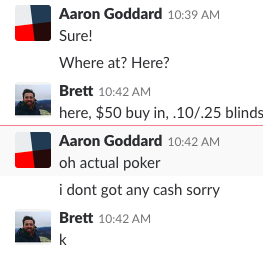 Aaron Goddard 10:39 AM
Sure!
Where at? Here?
Brett 10:42 AM
here, $50 buy in, .10/.25 blinds
Aaron Goddard 10:42 AM
oh actual poker
i dont got any cash sorry
Brett 10:42 AM
k